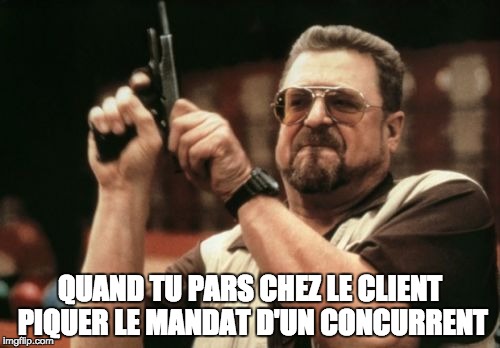 QUAND TU PARS CHEZ LE CLIENT
PIQUER LE MANDAT D'UN CONCURRENT
imgflip.com